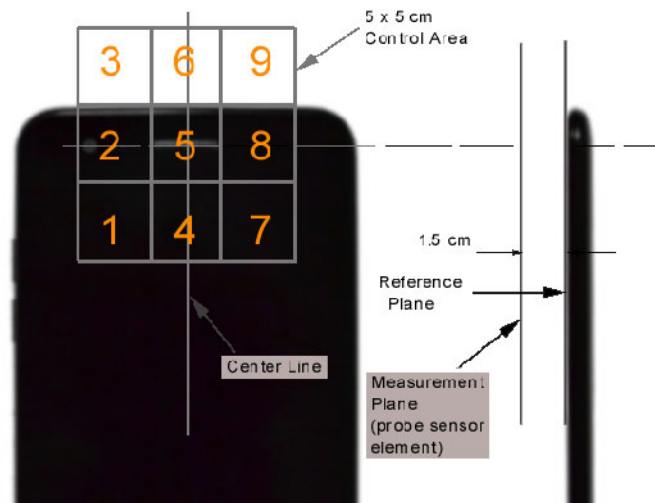 5 x 5 cm
Control Area
3 6 9
2 5 8
1 4 7
1.5 cm
Reference
Plane
Center Line
Measurement
Plane
(probe sensor
element)